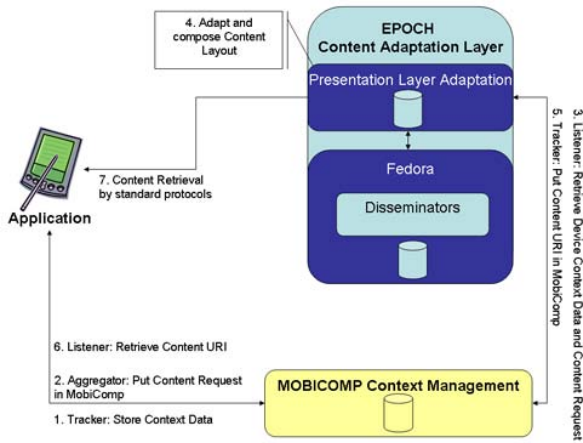 4. Adapt and
compose Content
Layout
EPOCH
Content Adaptation Layer
Presentation Layer Adaptation
Fedora
Disseminators
7. Content Retrieval
by standard protocols
Application
3. Listener: Retrieve Device Context Data and Content Request
5. Tracker: Put Content URI in MobiComp
6. Listener: Retrieve Content URI
2. Aggregator: Put Content Request
in MobiComp
1. Tracker: Store Context Data
MOBICOMP Context Management